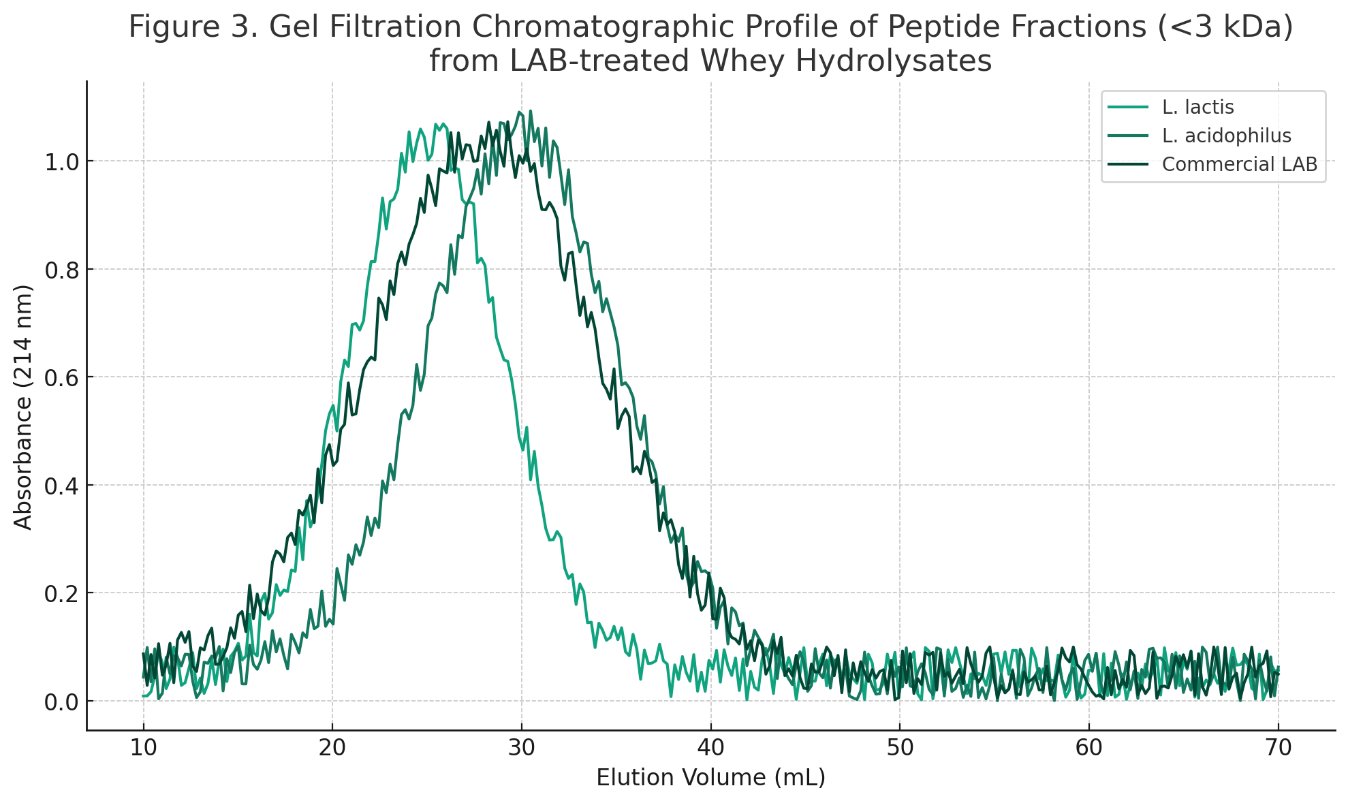 Figure 3. Gel Filtration Chromatographic Profile of Peptide Fractions (<3 kDa)
from LAB-treated Whey Hydrolysates
L. lactis
L. acidophilus
Commercial LAB
Absorbance (214 nm)
1.0
0.8
0.6
0.4
0.2
0.0
10 20 30 40 50 60 70
Elution Volume (mL)